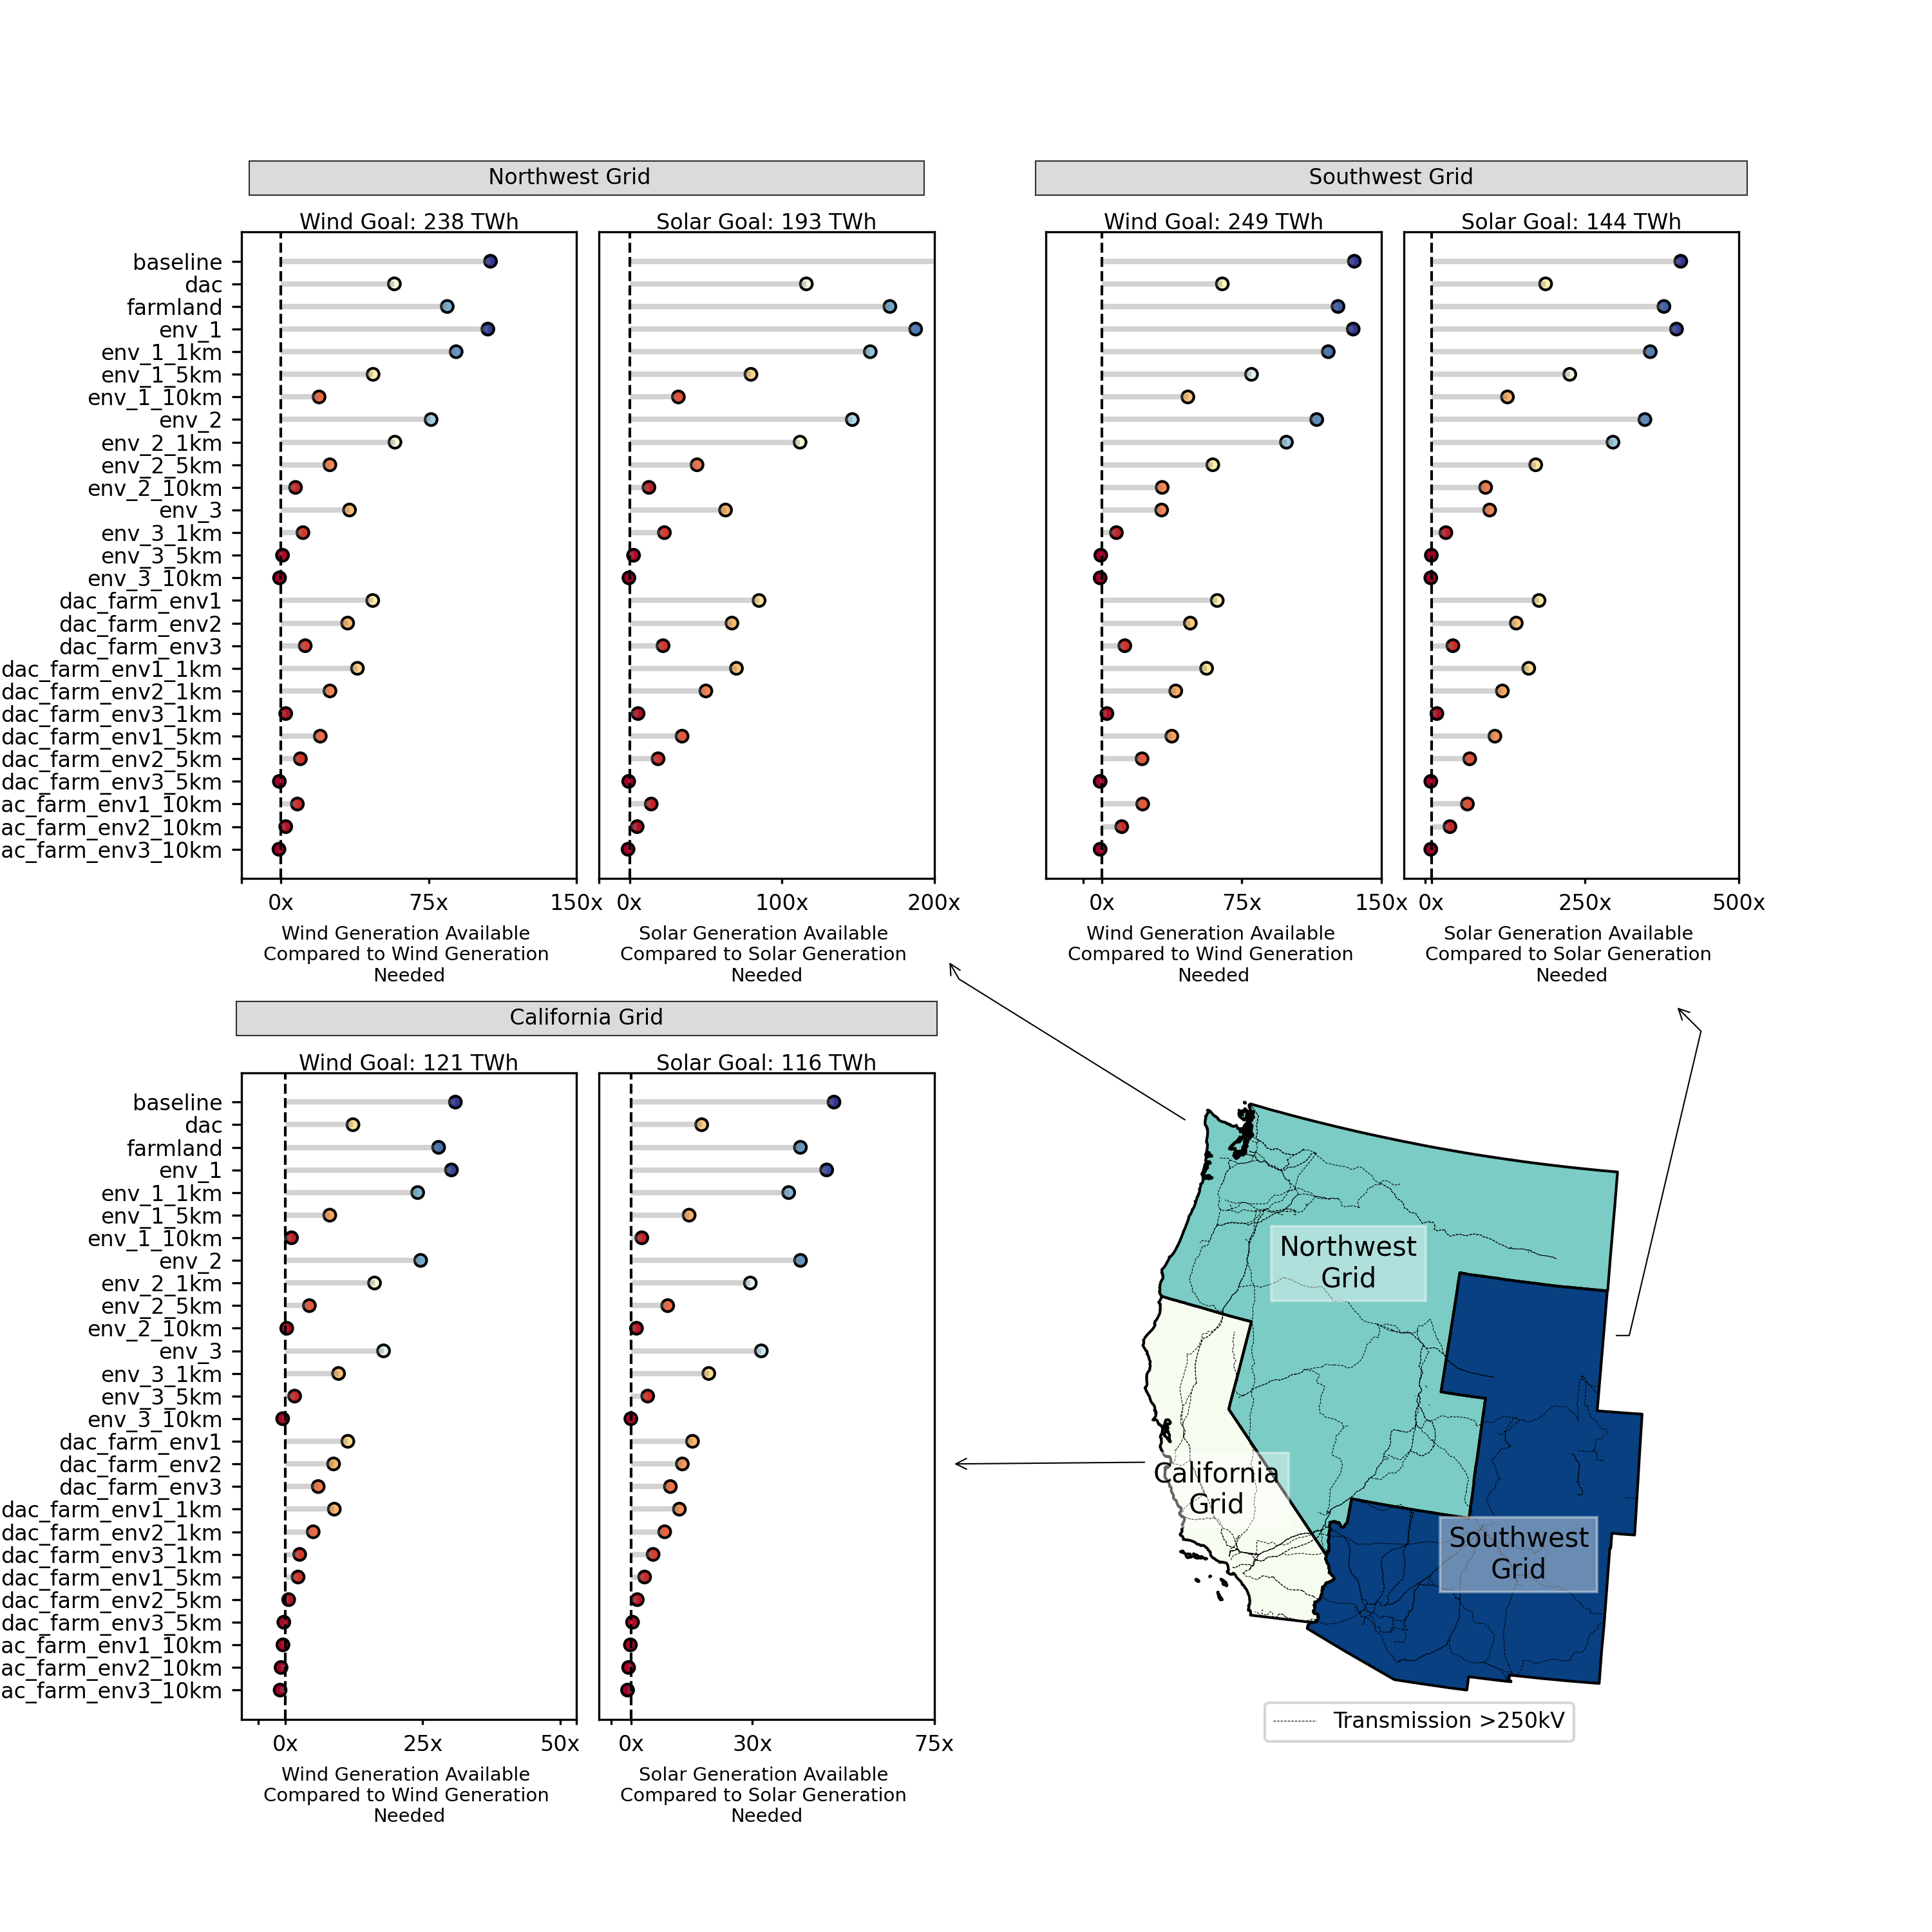 Northwest Grid
Wind Goal: 238 TWh
Solar Goal: 193 TWh
baseline
dac
farmland
env_1
env_1_1km
env_1_5km
env_1_10km
env_2
env_2_1km
env_2_5km
env_2_10km
env_3
env_3_1km
env_3_5km
env_3_10km
dac_farm_env1
dac_farm_env2
dac_farm_env3
dac_farm_env1_1km
dac_farm_env2_1km
dac_farm_env3_1km
dac_farm_env1_5km
dac_farm_env2_5km
dac_farm_env3_5km
ac_farm_env1_10km
ac_farm_env2_10km
ac_farm_env3_10km
0x 75x 150x
0x 100x 200x
Wind Generation Available
Compared to Wind Generation
Needed
Solar Generation Available
Compared to Solar Generation
Needed
Southwest Grid
Wind Goal: 249 TWh
Solar Goal: 144 TWh
0x 75x 150x
0x 250x 500x
Wind Generation Available
Compared to Wind Generation
Needed
Solar Generation Available
Compared to Solar Generation
Needed
California Grid
Wind Goal: 121 TWh
Solar Goal: 116 TWh
baseline
dac
farmland
env_1
env_1_1km
env_1_5km
env_1_10km
env_2
env_2_1km
env_2_5km
env_2_10km
env_3
env_3_1km
env_3_5km
env_3_10km
dac_farm_env1
dac_farm_env2
dac_farm_env3
dac_farm_env1_1km
dac_farm_env2_1km
dac_farm_env3_1km
dac_farm_env1_5km
dac_farm_env2_5km
dac_farm_env3_5km
ac_farm_env1_10km
ac_farm_env2_10km
ac_farm_env3_10km
0x 25x 50x
0x 30x 75x
Wind Generation Available
Compared to Wind Generation
Needed
Solar Generation Available
Compared to Solar Generation
Needed
Northwest
Grid
California
Grid
Southwest
Grid
Transmission >250kV